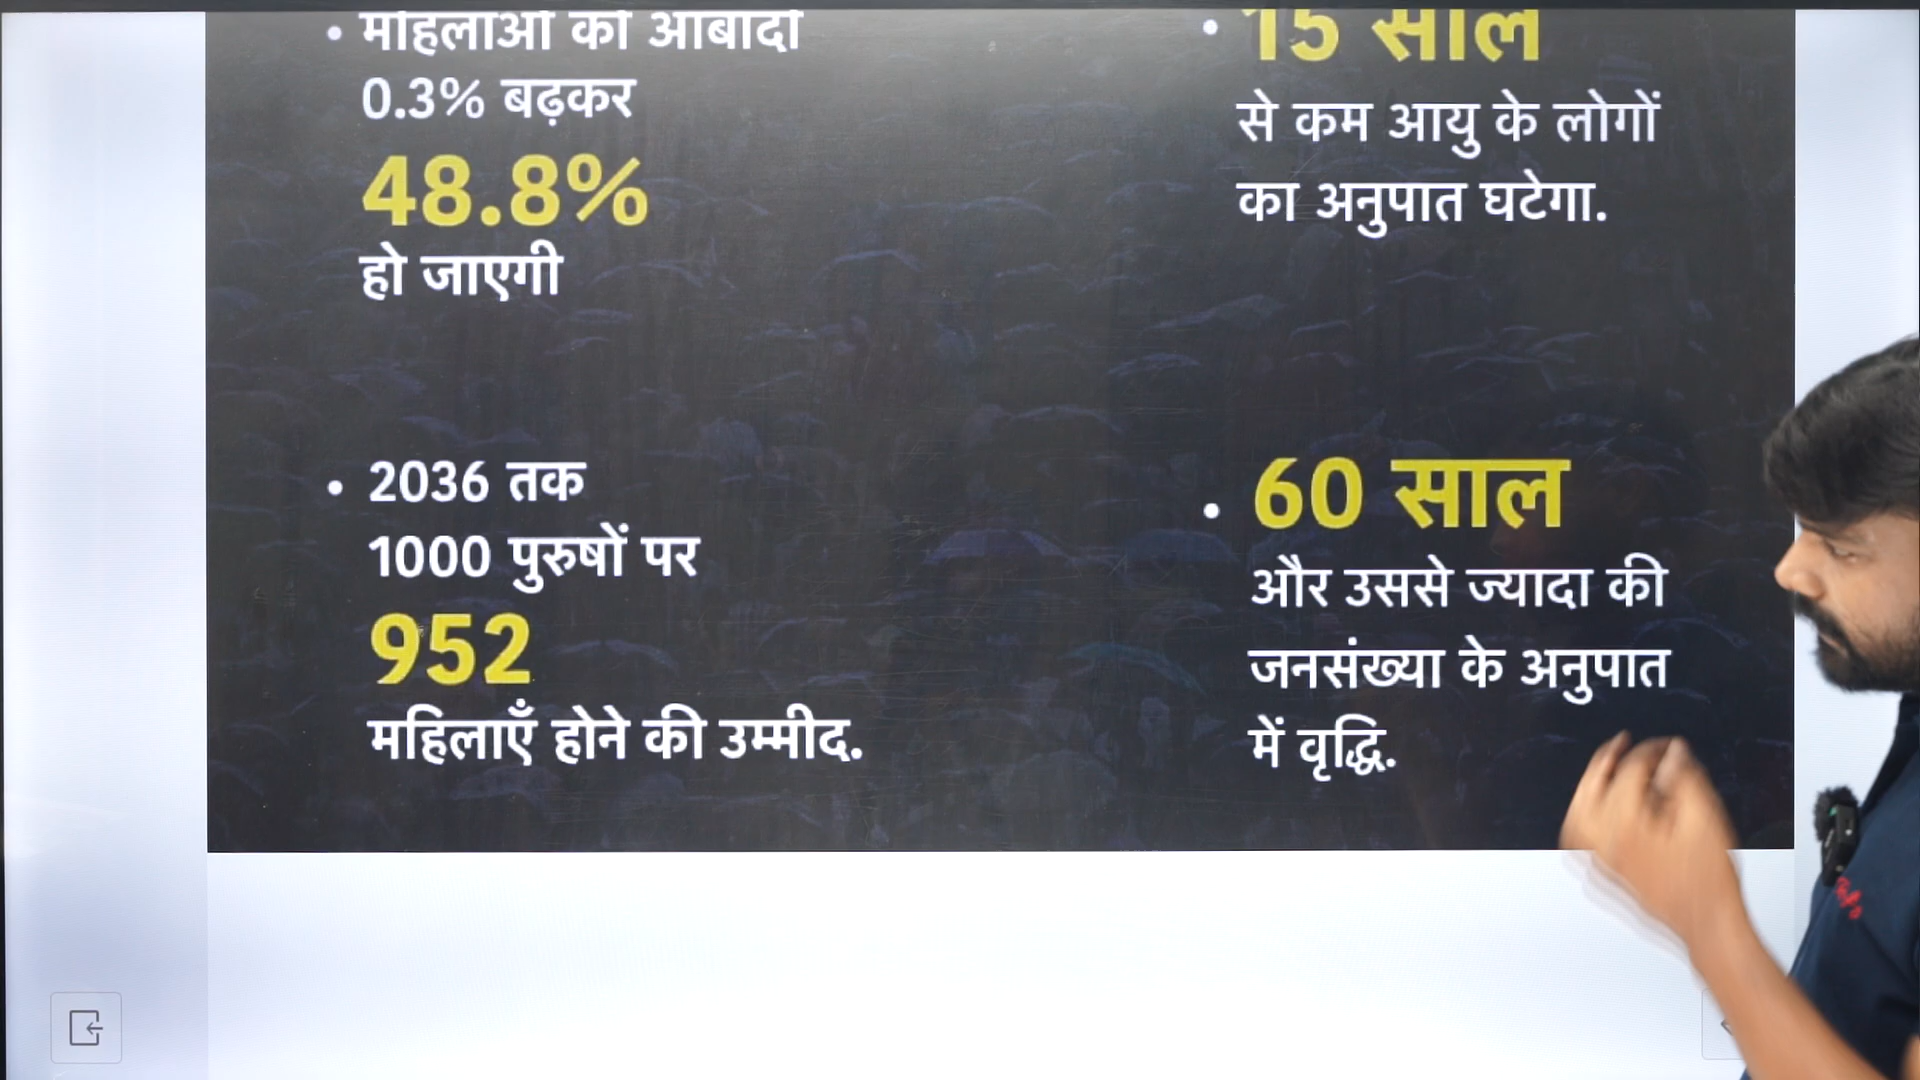 महिलाओं की आबादी
0.3% बढ़कर
48.8%
हो जाएगी
2036 तक
1000 पुरुषों पर
952
महिलाएँ होने की उम्मीद.
15 साल
से कम आयु के लोगों
का अनुपात घटेगा.
60 साल
और उससे ज्यादा की
जनसंख्या के अनुपात
में वृद्धि.